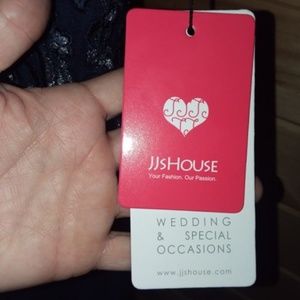 JJsHOUSE
Your Fashion. Our Passion.
WEDDING
& SPECIAL
OCCASIONS
www.jjshouse.com